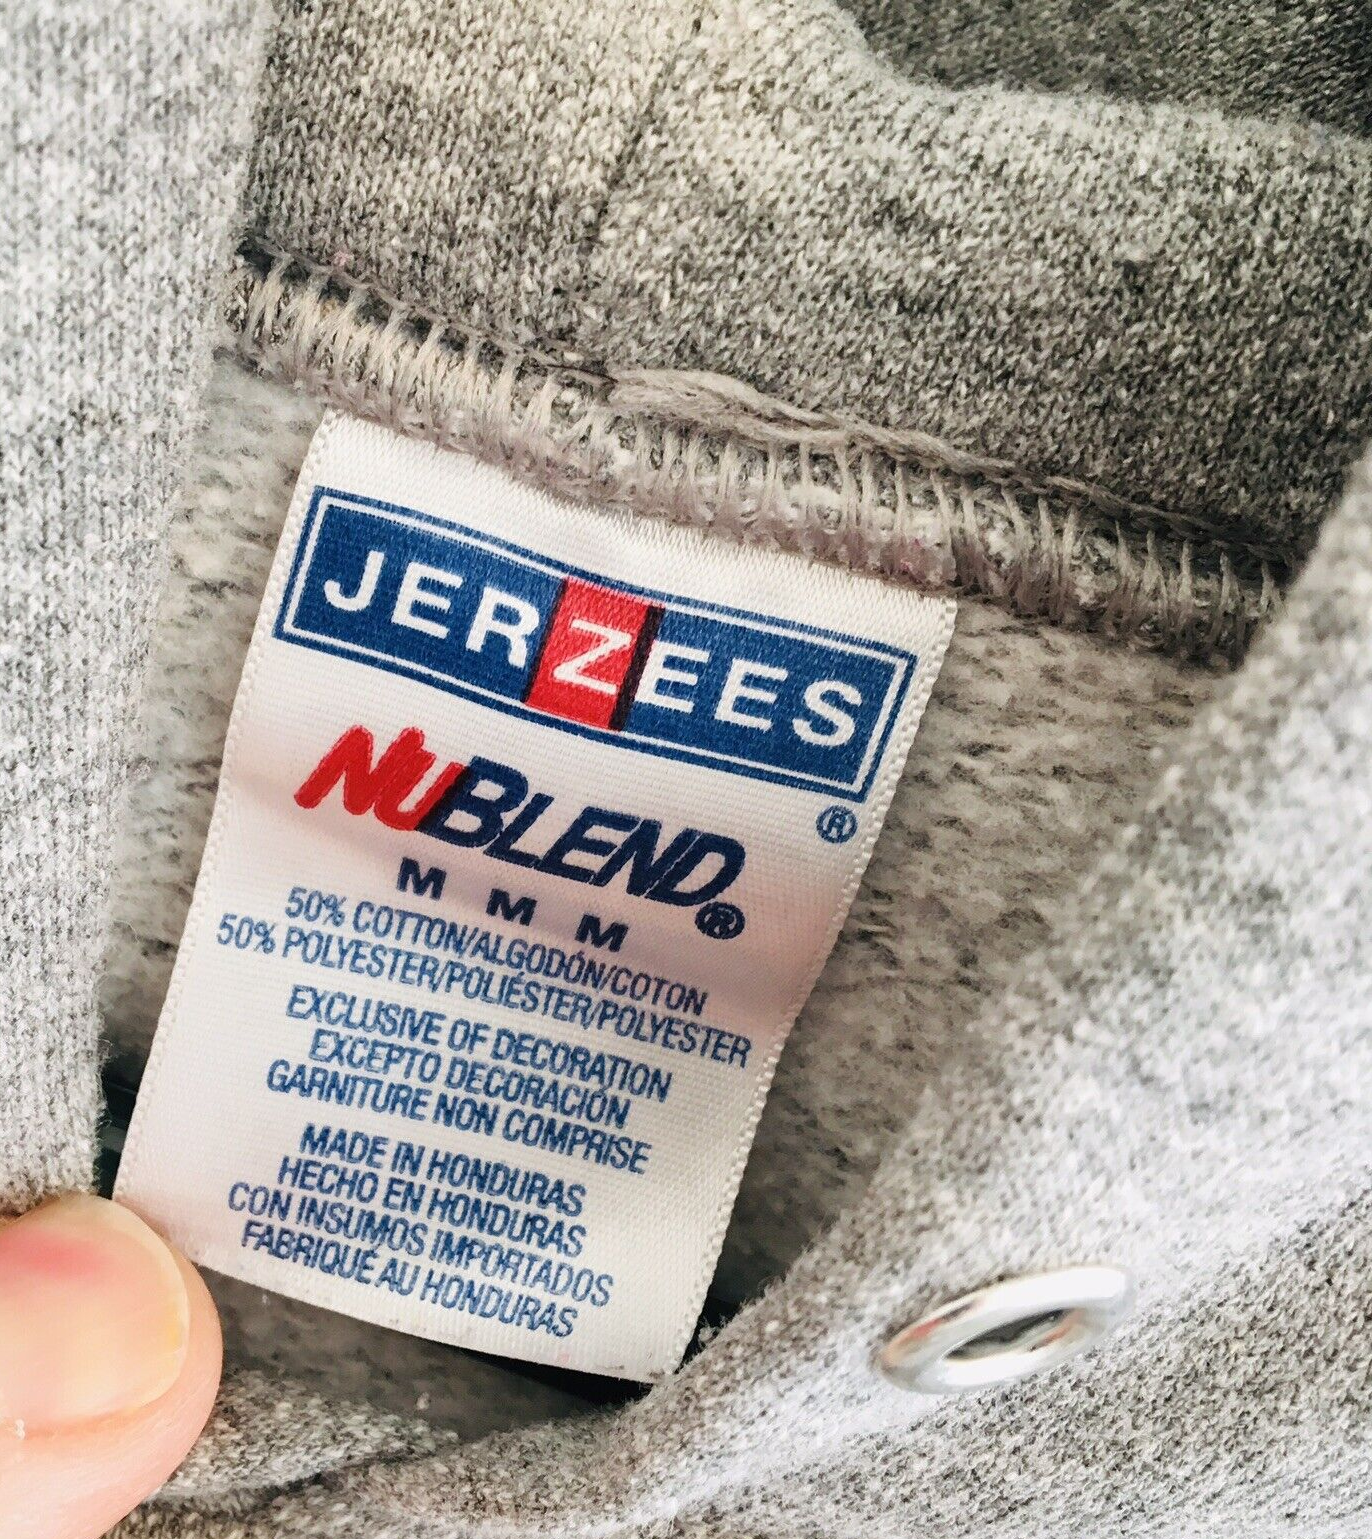 JERZEES
®
NUBLEND®
M M M
50% COTTON/ALGODÓN/COTON
50% POLYESTER/POLIÉSTER/POLYESTER
EXCLUSIVE OF DECORATION
EXCEPTO DECORACIÓN
GARNITURE NON COMPRISE
MADE IN HONDURAS
HECHO EN HONDURAS
CON INSUMOS IMPORTADOS
FABRIQUÉ AU HONDURAS